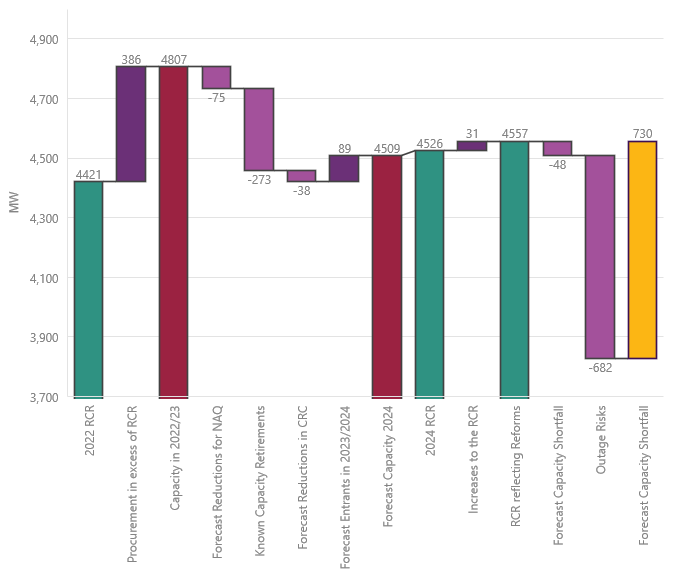 4,900
4,700
4,500
4,300
4,100
3,900
3,700
MW
4421
386
4807
-75
-273
-38
89
4509
4526
31
4557
-48
-682
730
2022 RCR
Procurement in excess of RCR
Capacity in 2022/23
Forecast Reductions for NAQ
Known Capacity Retirements
Forecast Reductions in CRC
Forecast Entrants in 2023/2024
Forecast Capacity 2024
2024 RCR
Increases to the RCR
RCR reflecting Reforms
Forecast Capacity Shortfall
Outage Risks
Forecast Capacity Shortfall